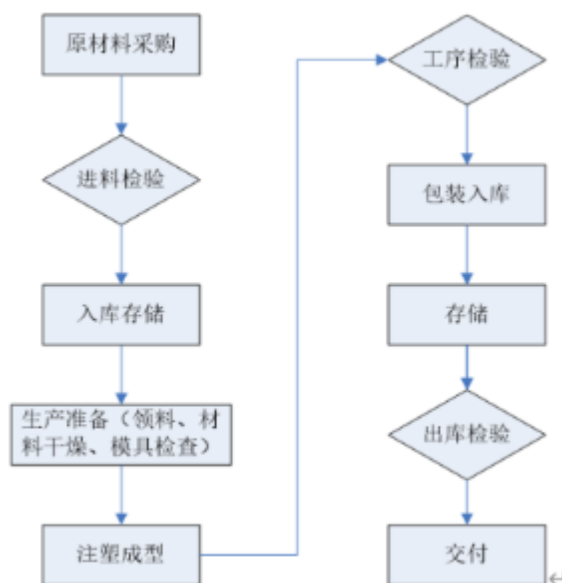 原材料采购
进料检验
入库存储
生产准备（领料、材
料干燥、模具检查）
注塑成型
工序检验
包装入库
存储
出库检验
交付